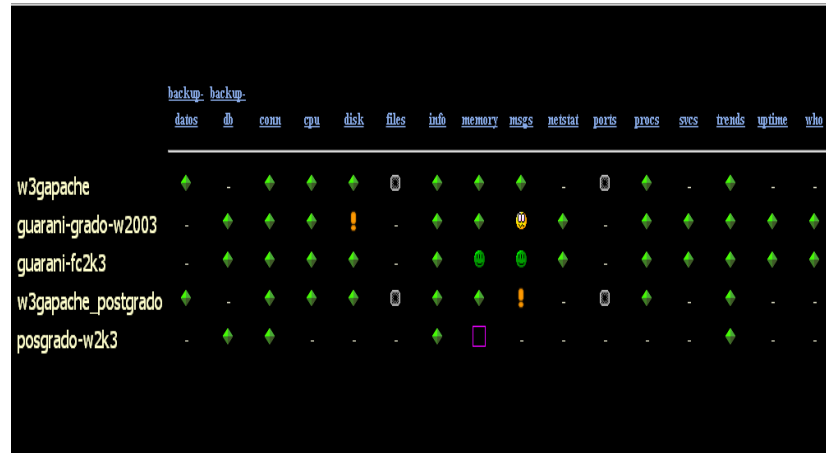 backup- backup-
datos db conn cpu disk files info memory msgs netstat ports procs svcs trends uptime who
w3gapache - - -
guarani-grado-w2003 - - -
guarani-fc2k3 - - -
w3gapache_postgrado - - - - -
posgrado-w2k3 - - - - - - - - - - -